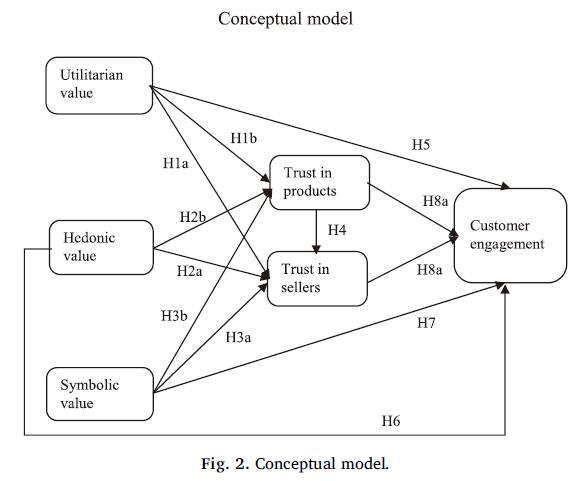 Conceptual model
Utilitarian
value
H5
H1b
H1a
Trust in
products
H8a
H2b
Customer
engagement
H4
Hedonic
value
H2a
Trust in
sellers
H8a
H3b
H3a
H7
Symbolic
value
H6
Fig. 2. Conceptual model.